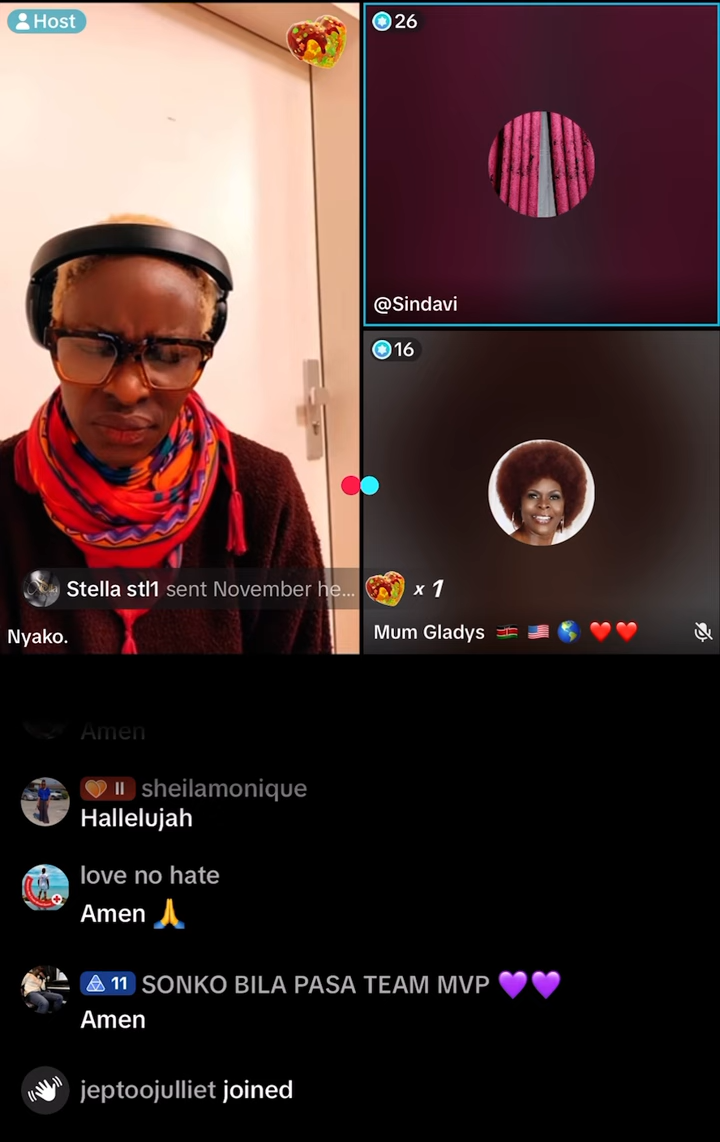 Host
26
@Sindavi
16
Stella stl1 sent November he... x 1
Nyako.
Mum Gladys 🇰🇪 🇺🇸 🌎 ❤️ ❤️
Amen
II sheilamonique
Hallelujah
love no hate
Amen 🙏
11 SONKO BILA PASA TEAM MVP 💜💜
Amen
jeptoojulliet joined